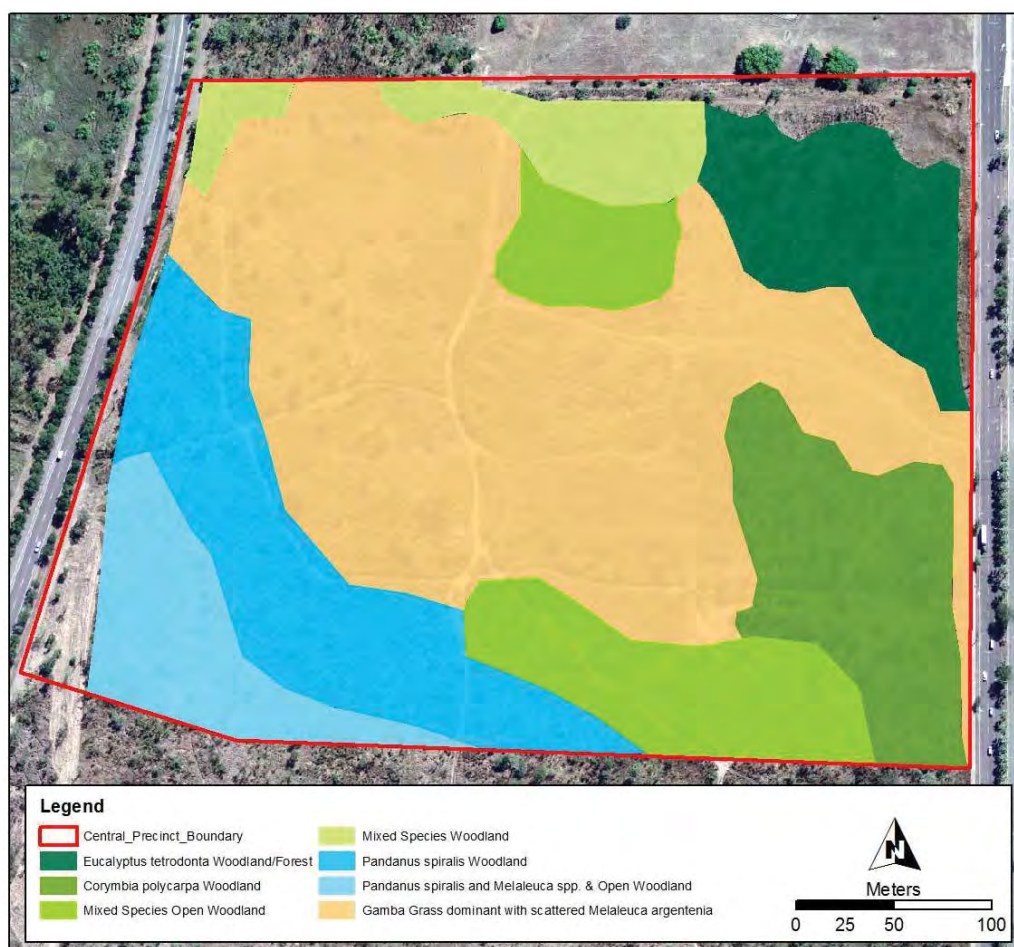 Legend
Central_Precinct_Boundary
Eucalyptus tetrodonta Woodland/Forest
Corymbia polycarpa Woodland
Mixed Species Open Woodland
Mixed Species Woodland
Pandanus spiralis Woodland
Pandanus spiralis and Melaleuca spp. & Open Woodland
Gamba Grass dominant with scattered Melaleuca argentenia
N
Meters
0 25 50 100